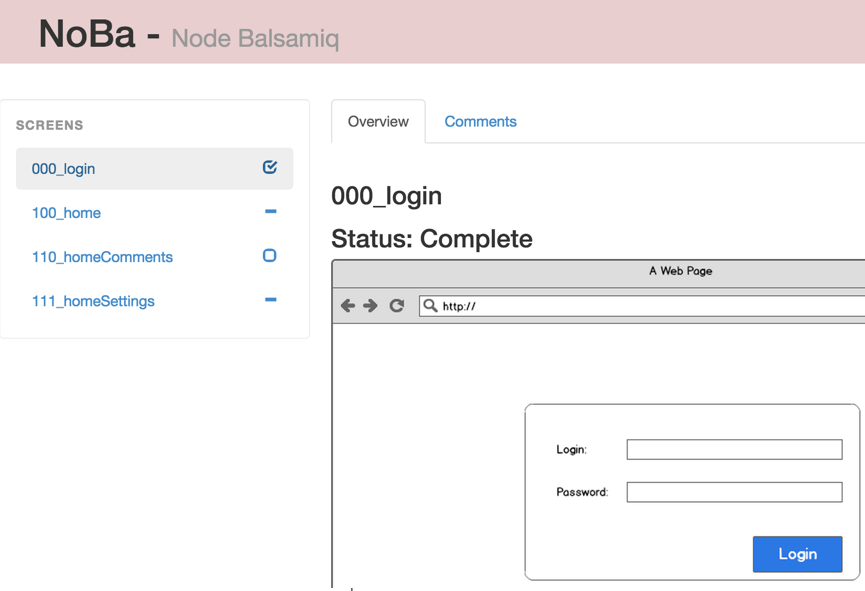 NoBa - Node Balsamiq
SCREENS
000_login
100_home
110_homeComments
111_homeSettings
Overview
Comments
000_login
Status: Complete
A Web Page
http://
Login:
Password:
Login